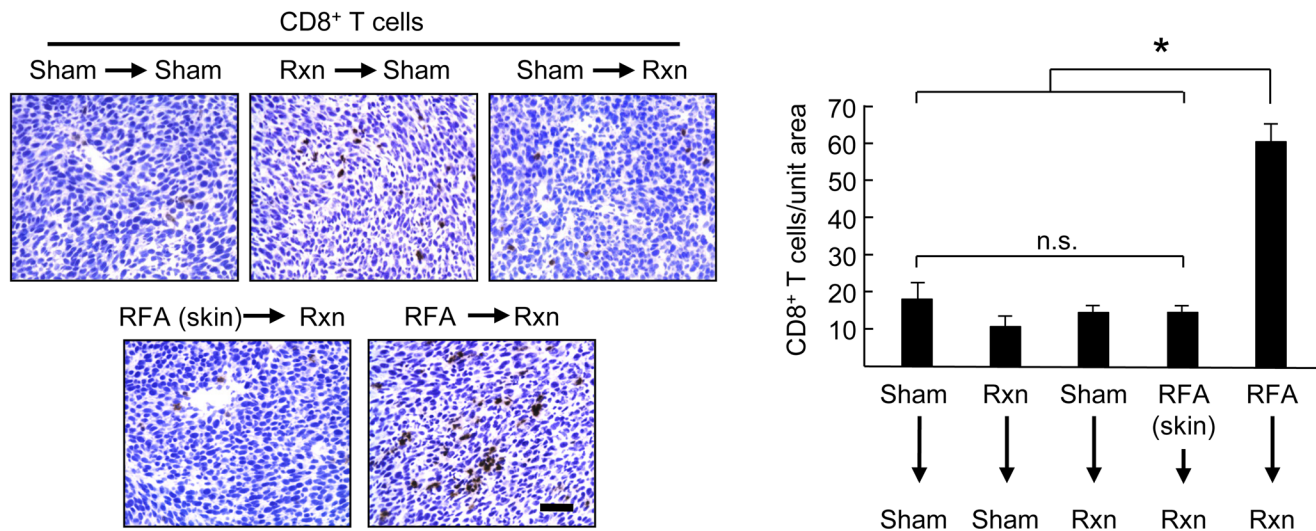 CD8⁺ T cells
Sham → Sham
Rxn → Sham
Sham → Rxn
RFA (skin) → Rxn
RFA → Rxn
*
n.s.
CD8⁺ T cells/unit area
70
60
50
40
30
20
10
Sham Rxn Sham RFA (skin) RFA
Sham Sham Rxn Rxn Rxn